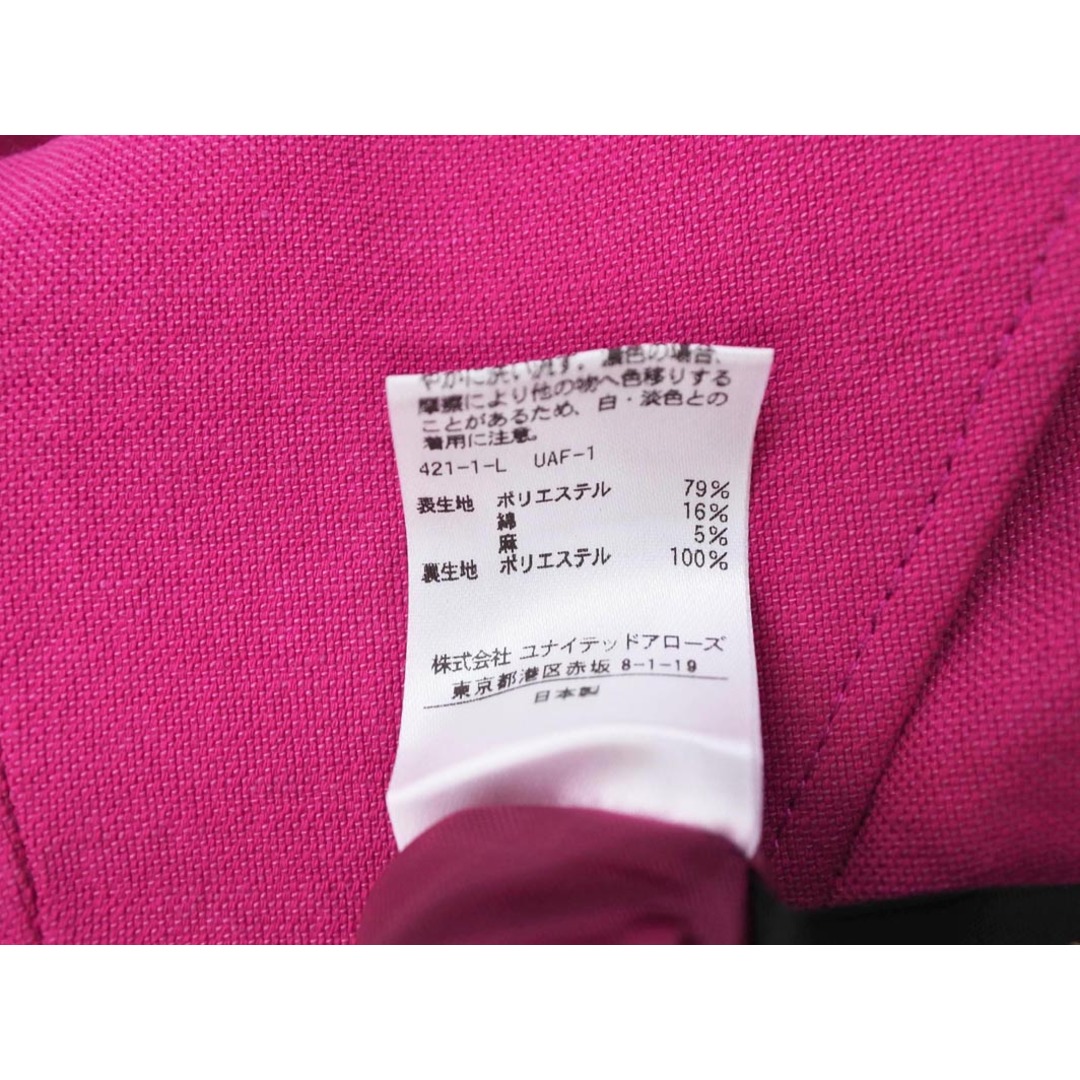 やかに洗い流す。濃色の場合、
摩擦により他の物へ色移りする
ことがあるため、白・淡色との
着用に注意。
421-1-L UAF-1
表生地 ポリエステル 79%
綿 16%
麻 5%
裏生地 ポリエステル 100%
株式会社 ユナイテッドアローズ
東京都港区赤坂 8-1-19
日本製